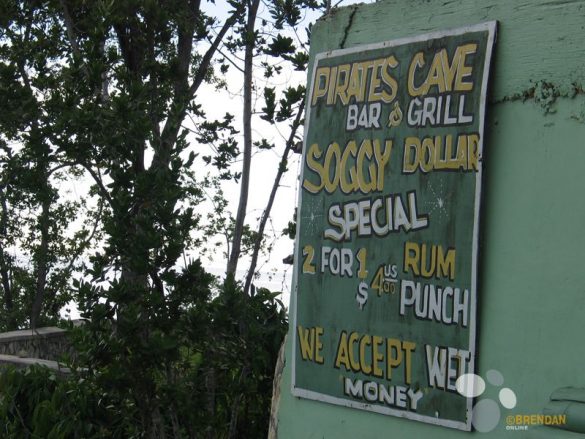 PIRATES CAVE
BAR & GRILL
SOGGY DOLLAR
SPECIAL
2 FOR 1 RUM
$4 00 US PUNCH
WE ACCEPT WET
MONEY
©BRENDAN
ONLINE